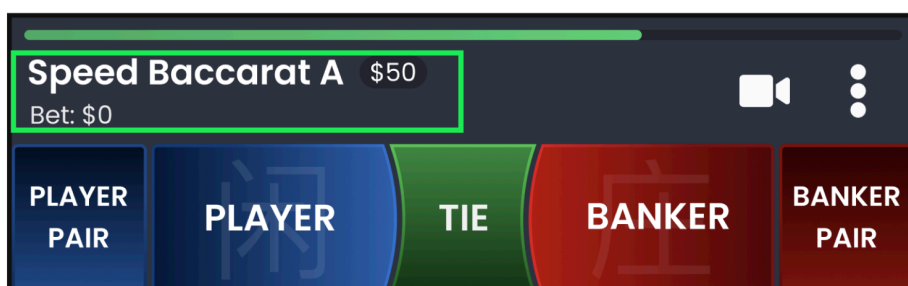 Speed Baccarat A $50
Bet: $0
PLAYER PAIR
闲
PLAYER
TIE
庄
BANKER
BANKER PAIR